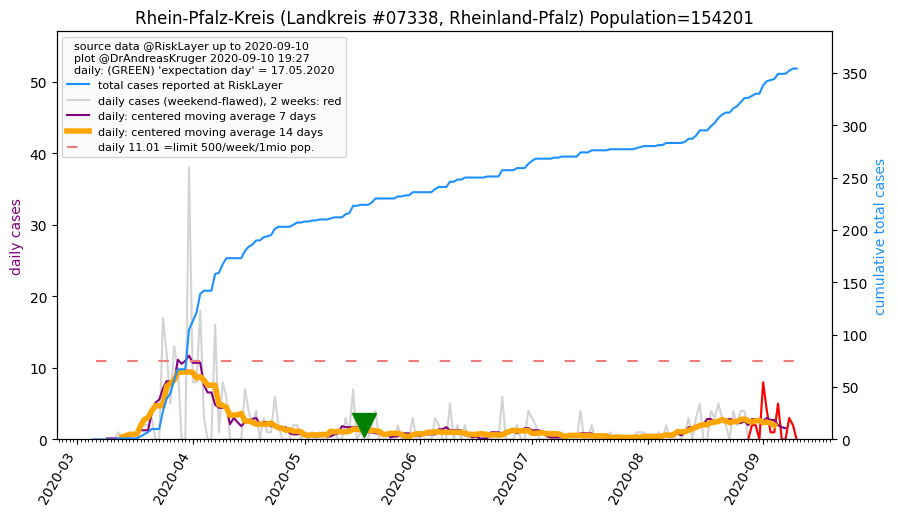 Rhein-Pfalz-Kreis (Landkreis #07338, Rheinland-Pfalz) Population=154201
source data @RiskLayer up to 2020-09-10
plot @DrAndreasKruger 2020-09-10 19:27
daily: (GREEN) 'expectation day' = 17.05.2020
total cases reported at RiskLayer
daily cases (weekend-flawed), 2 weeks: red
daily: centered moving average 7 days
daily: centered moving average 14 days
daily 11.01 =limit 500/week/1mio pop.
daily cases
50
40
30
20
10
0
cumulative total cases
350
300
250
200
150
100
50
0
2020-03
2020-04
2020-05
2020-06
2020-07
2020-08
2020-09